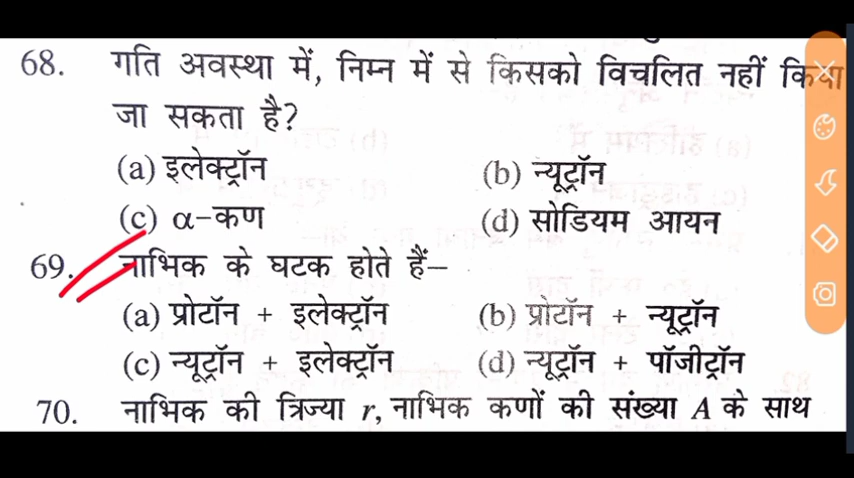 68. गति अवस्था में, निम्न में से किसको विचलित नहीं किया
जा सकता है?
(a) इलेक्ट्रॉन (b) न्यूट्रॉन
(c) α-कण (d) सोडियम आयन
69. नाभिक के घटक होते हैं–
(a) प्रोटॉन + इलेक्ट्रॉन (b) प्रोटॉन + न्यूट्रॉन
(c) न्यूट्रॉन + इलेक्ट्रॉन (d) न्यूट्रॉन + पॉजीट्रॉन
70. नाभिक की त्रिज्या r, नाभिक कणों की संख्या A के साथ